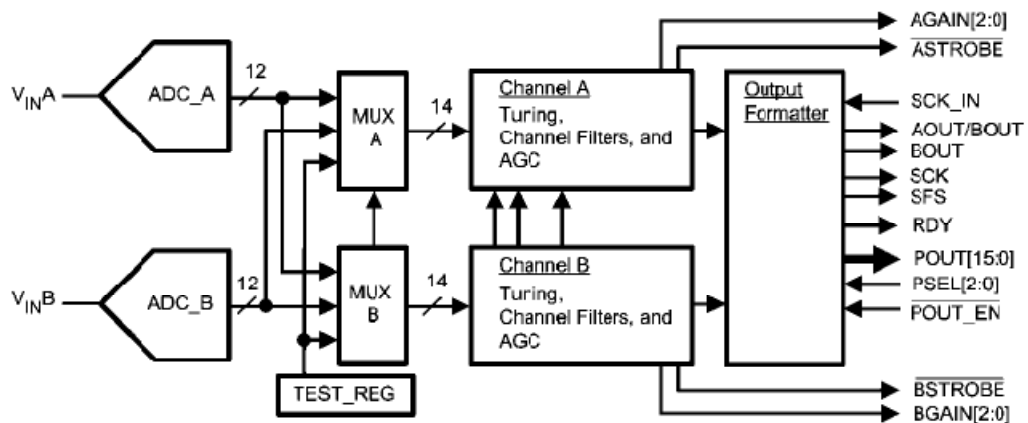 AGAIN[2:0]
ASTROBE
12
14
V_IN A
ADC_A
MUX
A
Channel A
Turing,
Channel Filters, and
AGC
Output
Formatter
SCK_IN
AOUT/BOUT
BOUT
SCK
SFS
RDY
POUT[15:0]
PSEL[2:0]
POUT_EN
12
14
V_IN B
ADC_B
MUX
B
Channel B
Turing,
Channel Filters, and
AGC
TEST_REG
BSTROBE
BGAIN[2:0]